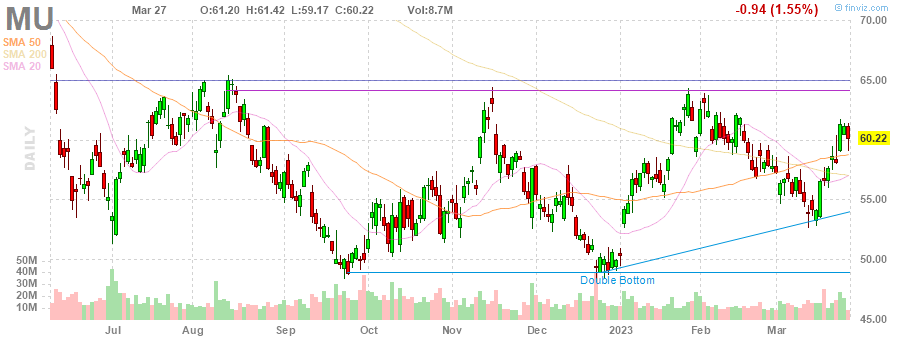 MU
Mar 27 O:61.20 H:61.42 L:59.17 C:60.22 Vol:8.7M
-0.94 (1.55%)
© finviz.com
SMA 50
SMA 200
SMA 20
DAILY
70.00
65.00
60.22
55.00
50.00
45.00
50M
40M
30M
20M
10M
Double Bottom
Jul Aug Sep Oct Nov Dec 2023 Feb Mar